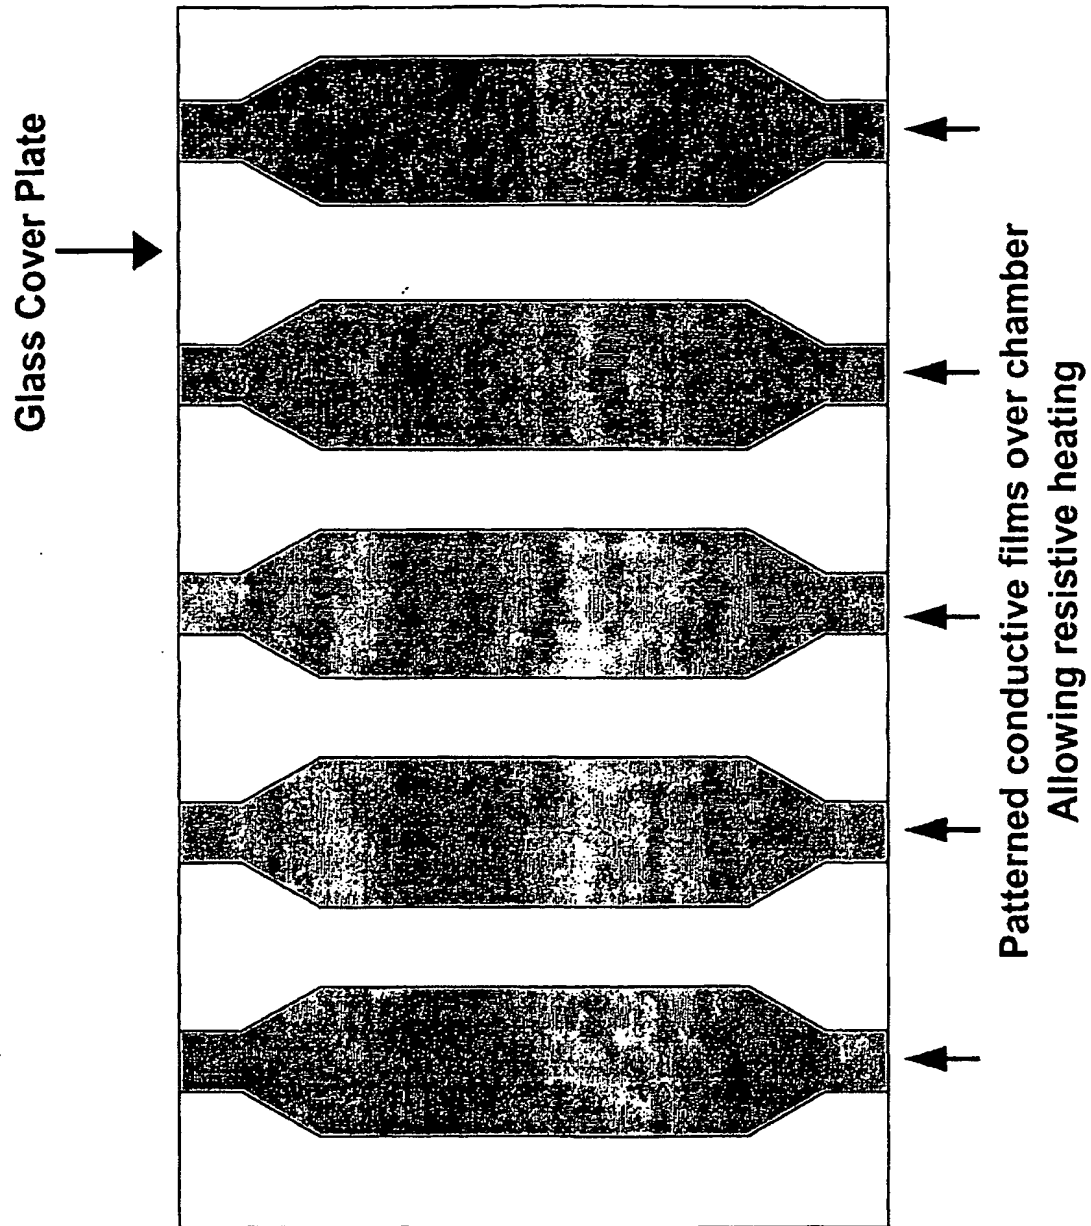 Glass Cover Plate
Patterned conductive films over chamber
Allowing resistive heating